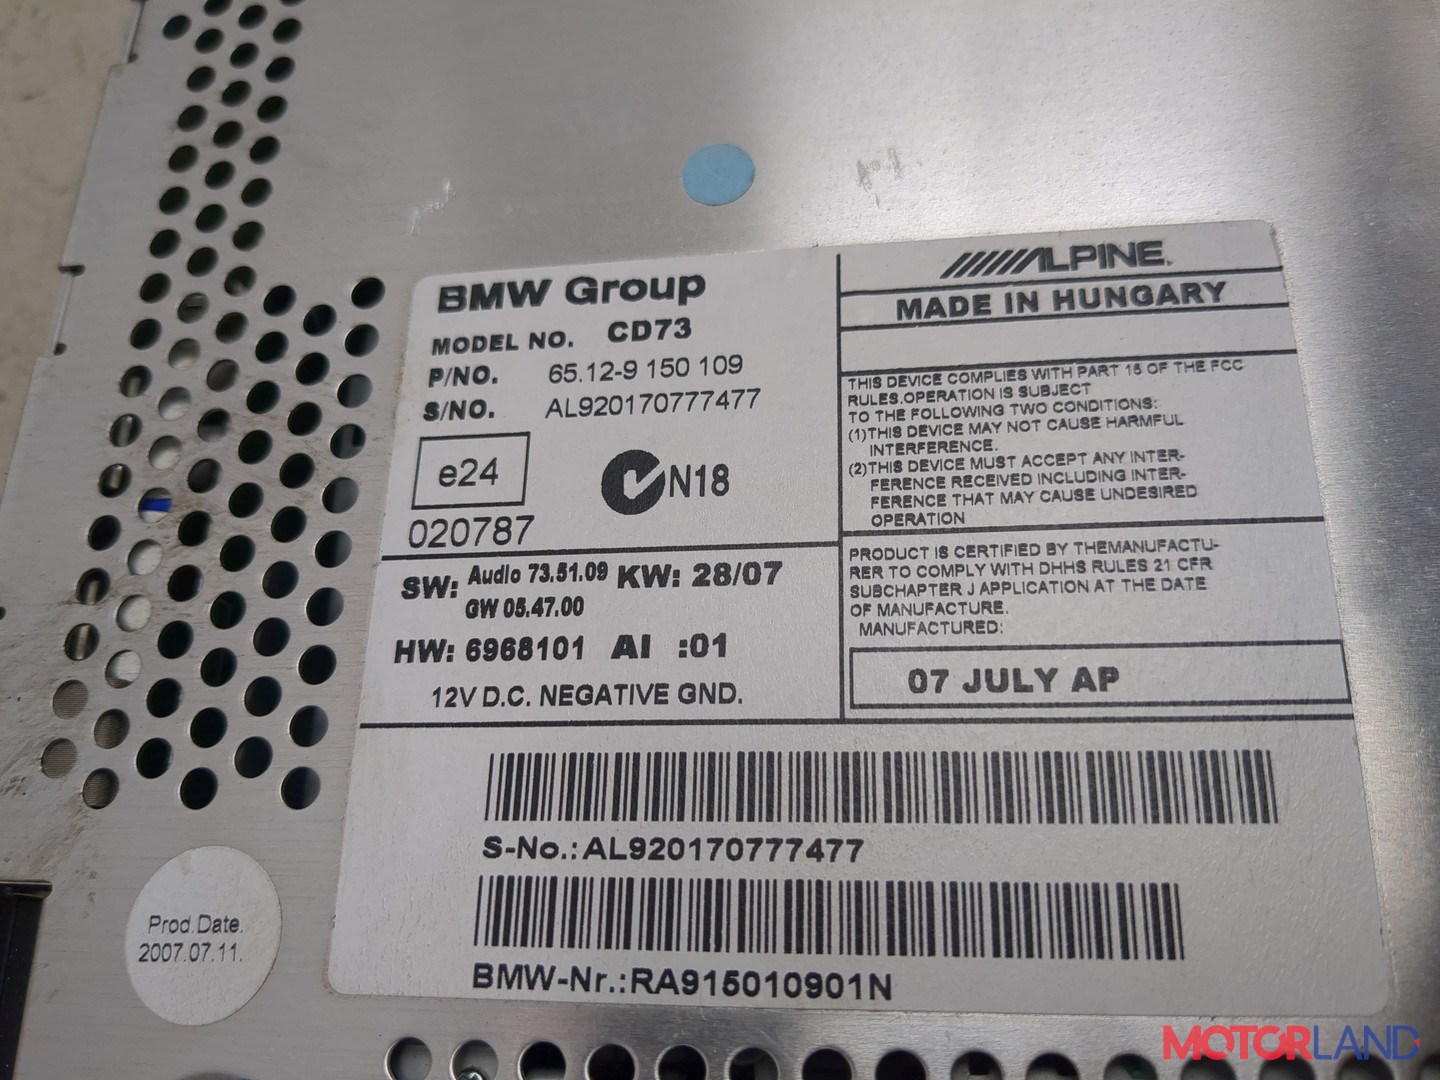 BMW Group
MODEL NO. CD73
P/NO. 65.12-9 150 109
S/NO. AL920170777477
e24
N18
020787
SW: Audio 73.51.09 KW: 28/07
GW 05.47.00
HW: 6968101 AI :01
12V D.C. NEGATIVE GND.
ALPINE
MADE IN HUNGARY
THIS DEVICE COMPLIES WITH PART 15 OF THE FCC
RULES.OPERATION IS SUBJECT
TO THE FOLLOWING TWO CONDITIONS:
(1)THIS DEVICE MAY NOT CAUSE HARMFUL
INTERFERENCE.
(2)THIS DEVICE MUST ACCEPT ANY INTER-
FERENCE RECEIVED INCLUDING INTER-
FERENCE THAT MAY CAUSE UNDESIRED
OPERATION
PRODUCT IS CERTIFIED BY THEMANUFACTU-
RER TO COMPLY WITH DHHS RULES 21 CFR
SUBCHAPTER J APPLICATION AT THE DATE
OF MANUFACTURE.
MANUFACTURED:
07 JULY AP
S-No.:AL920170777477
BMW-Nr.:RA915010901N
Prod.Date.
2007.07.11.
MOTORLAND